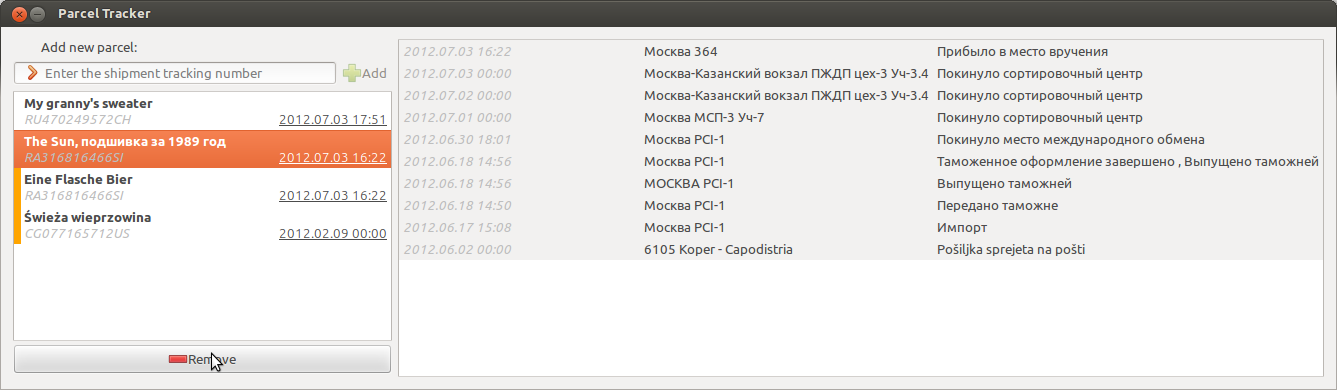 Parcel Tracker
Add new parcel:
Enter the shipment tracking number Add
My granny's sweater
RU470249572CH 2012.07.03 17:51
The Sun, подшивка за 1989 год
RA316816466SI 2012.07.03 16:22
Eine Flasche Bier
RA316816466SI 2012.07.03 16:22
Świeża wieprzowina
CG077165712US 2012.02.09 00:00
Remove
2012.07.03 16:22 Москва 364 Прибыло в место вручения
2012.07.03 00:00 Москва-Казанский вокзал ПЖДП цех-3 Уч-3.4 Покинуло сортировочный центр
2012.07.02 00:00 Москва-Казанский вокзал ПЖДП цех-3 Уч-3.4 Покинуло сортировочный центр
2012.07.01 00:00 Москва МСП-3 Уч-7 Покинуло сортировочный центр
2012.06.30 18:01 Москва PCI-1 Покинуло место международного обмена
2012.06.18 14:56 Москва PCI-1 Таможенное оформление завершено , Выпущено таможней
2012.06.18 14:56 МОСКВА PCI-1 Выпущено таможней
2012.06.18 14:50 Москва PCI-1 Передано таможне
2012.06.17 15:08 Москва PCI-1 Импорт
2012.06.02 00:00 6105 Koper - Capodistria Pošiljka sprejeta na pošti